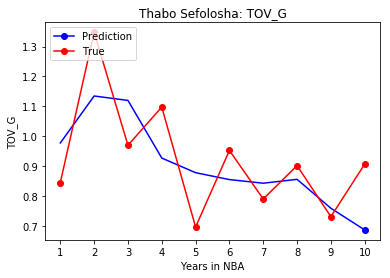 Thabo Sefolosha: TOV_G
Prediction
True
TOV_G
1.3
1.2
1.1
1.0
0.9
0.8
0.7
1 2 3 4 5 6 7 8 9 10
Years in NBA